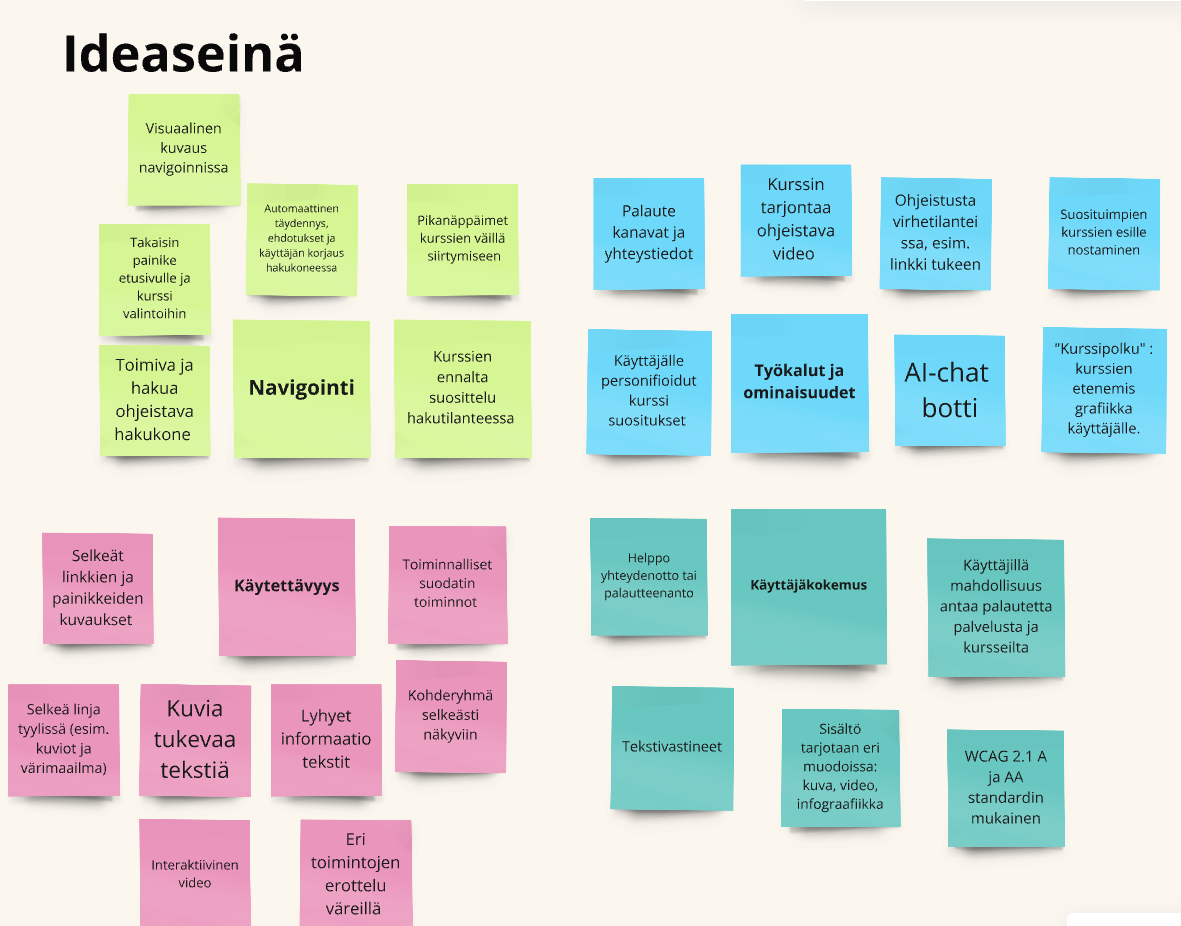 Ideaseinä
Visuaalinen
kuvaus
navigoinnissa
Automaattinen
täydennys,
ehdotukset ja
käyttäjän korjaus
hakukoneessa
Pikanäppäimet
kurssien väillä
siirtymiseen
Takaisin
painike
etusivulle ja
kurssi
valintoihin
Toimiva ja
hakua
ohjeistava
hakukone
Navigointi
Kurssien
ennalta
suosittelu
hakutilanteessa
Palaute
kanavat ja
yhteystiedot
Kurssin
tarjontaa
ohjeistava
video
Ohjeistusta
virhetilantei
ssa, esim.
linkki tukeen
Suosituimpien
kurssien esille
nostaminen
Käyttäjälle
personifioidut
kurssi
suositukset
Työkalut ja
ominaisuudet
AI-chat
botti
"Kurssipolku" :
kurssien
etenemis
grafiikka
käyttäjälle.
Selkeät
linkkien ja
painikkeiden
kuvaukset
Käytettävyys
Toiminnalliset
suodatin
toiminnot
Selkeä linja
tyylissä (esim.
kuviot ja
värimaailma)
Kuvia
tukevaa
tekstiä
Lyhyet
informaatio
tekstit
Kohderyhmä
selkeästi
näkyviin
Interaktiivinen
video
Eri
toimintojen
erottelu
väreillä
Helppo
yhteydenotto tai
palautteenanto
Käyttäjäkokemus
Käyttäjillä
mahdollisuus
antaa palautetta
palvelusta ja
kursseilta
Tekstivastineet
Sisältö
tarjotaan eri
muodoissa:
kuva, video,
infograafiikka
WCAG 2.1 A
ja AA
standardin
mukainen